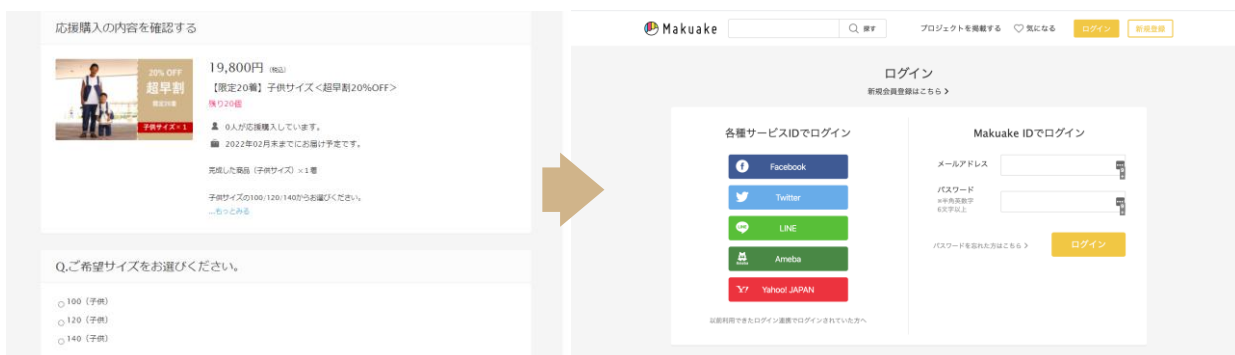 応援購入の内容を確認する
20% OFF
超早割
限定20着
子供サイズ×1
19,800円 (税込)
【限定20着】子供サイズ<超早割20%OFF>
残り20個
0人が応援購入しています。
2022年02月末までにお届け予定です。
完成した商品(子供サイズ)×1着
子供サイズの100/120/140からお選びください。
...もっとみる
Q.ご希望サイズをお選びください。
100(子供)
120(子供)
140(子供)
Makuake
探す
プロジェクトを掲載する
気になる
ログイン
新規登録
ログイン
新規会員登録はこちら
各種サービスIDでログイン
Facebook
Twitter
LINE
Ameba
Yahoo! JAPAN
以前利用できたログイン連携でログインされていた方へ
Makuake IDでログイン
メールアドレス
パスワード
※半角英数字
6文字以上
パスワードを忘れた方はこちら
ログイン